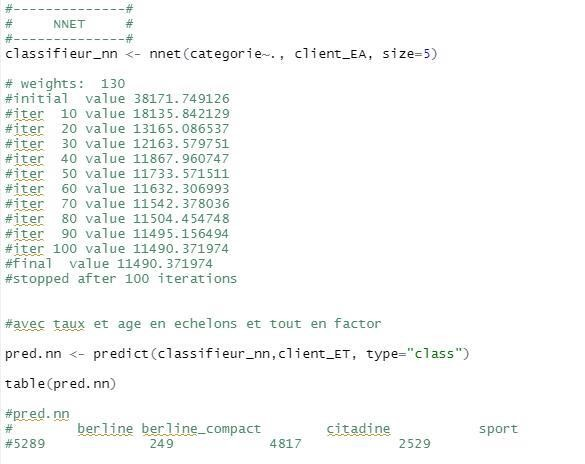 #--------------#
#      NNET      #
#--------------#
classifieur_nn <- nnet(categorie~., client_EA, size=5)
# weights:  130
#initial  value 38171.749126
#iter  10 value 18135.842129
#iter  20 value 13165.086537
#iter  30 value 12163.579751
#iter  40 value 11867.960747
#iter  50 value 11733.571511
#iter  60 value 11632.306993
#iter  70 value 11542.378036
#iter  80 value 11504.454748
#iter  90 value 11495.156494
#iter 100 value 11490.371974
#final  value 11490.371974
#stopped after 100 iterations
#avec taux et age en echelons et tout en factor
pred.nn <- predict(classifieur_nn,client_ET, type="class")
table(pred.nn)
#pred.nn
#         berline berline_compact         citadine            sport
#5289              249             4817             2529